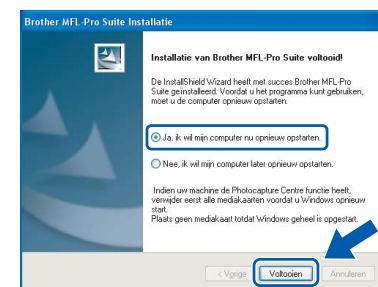 Brother MFL-Pro Suite Installatie
Installatie van Brother MFL-Pro Suite voltooid!
De InstallShield Wizard heeft met succes Brother MFL-Pro
Suite geïnstalleerd. Voordat u het programma kunt gebruiken,
moet u de computer opnieuw opstarten.
Ja, ik wil mijn computer nu opnieuw opstarten.
Nee, ik wil mijn computer later opnieuw opstarten.
Indien uw machine de Photocapture Centre functie heeft,
verwijder eerst alle mediakaarten voordat u Windows opnieuw
start.
Plaats geen mediakaart totdat Windows geheel is opgestart.
< Vorige Voltooien Annuleren